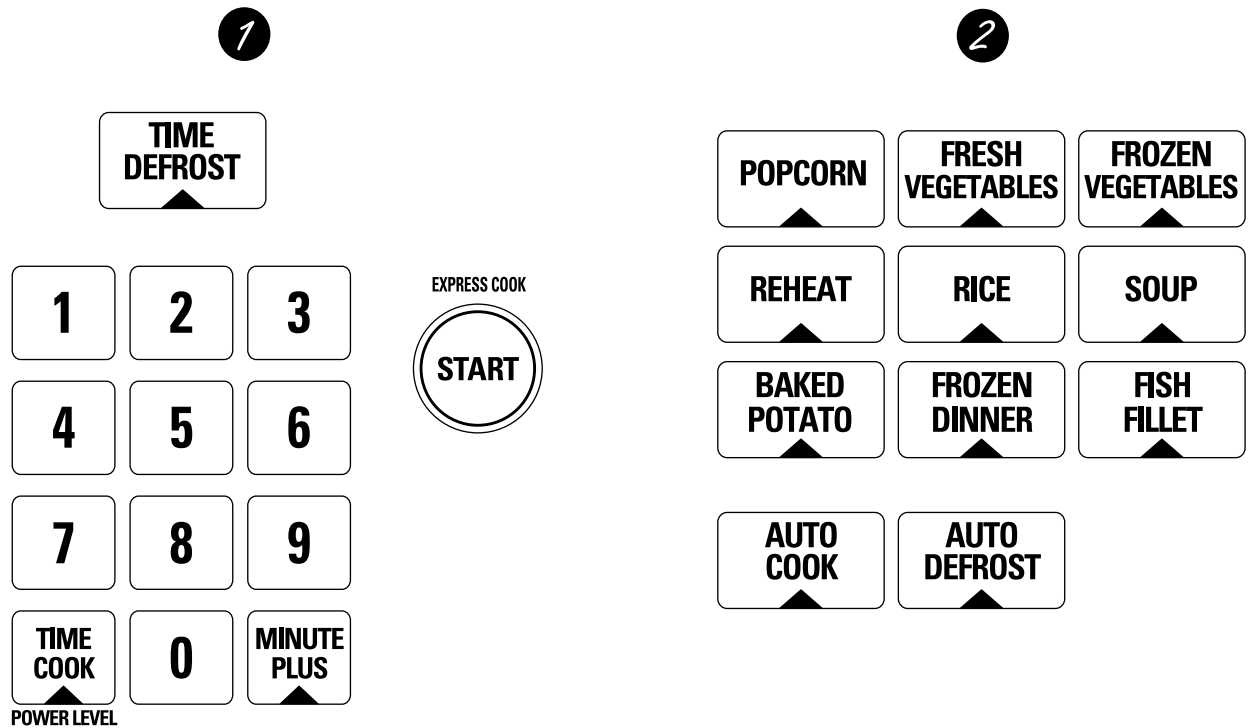 1
TIME
DEFROST
1
2
3
EXPRESS COOK
START
4
5
6
7
8
9
TIME
COOK
0
MINUTE
PLUS
POWER LEVEL
2
POPCORN
FRESH
VEGETABLES
FROZEN
VEGETABLES
REHEAT
RICE
SOUP
BAKED
POTATO
FROZEN
DINNER
FISH
FILLET
AUTO
COOK
AUTO
DEFROST